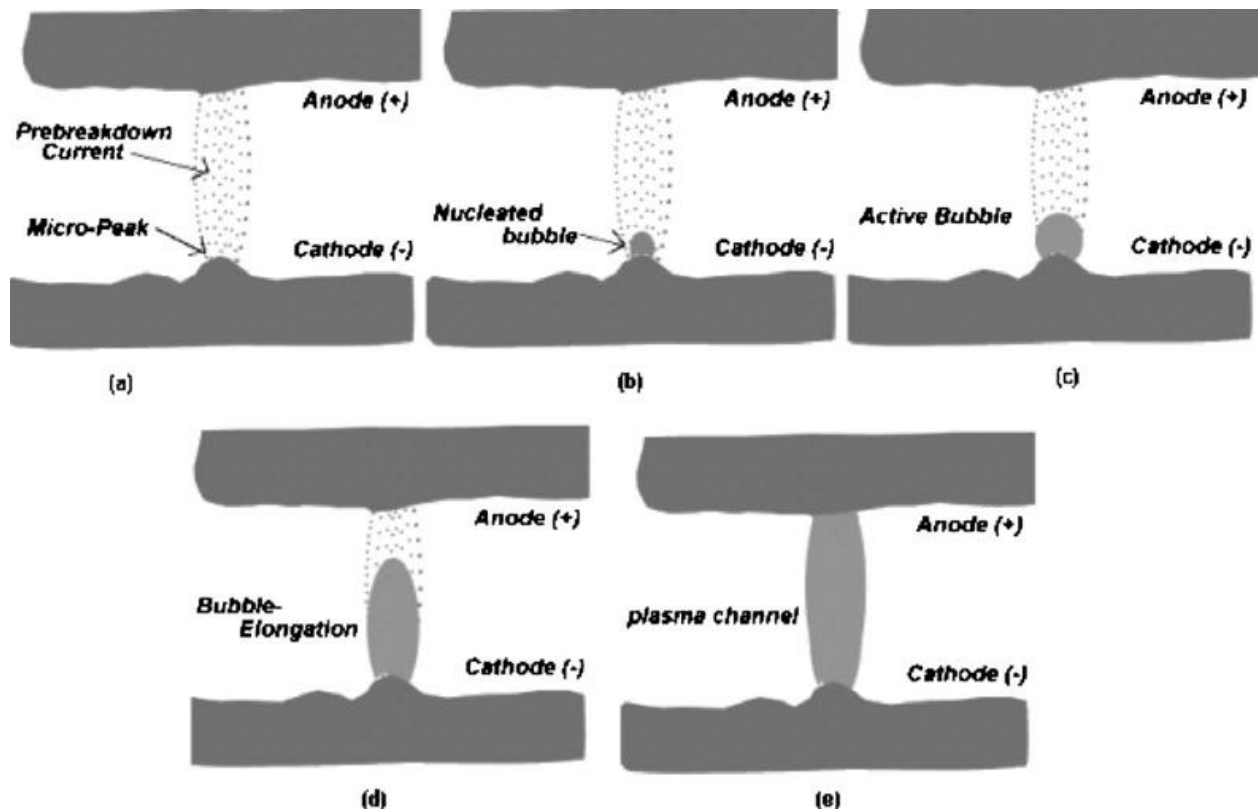 Anode (+)
Prebreakdown
Current
Micro-Peak
Cathode (-)
(a)
Anode (+)
Nucleated
bubble
Cathode (-)
(b)
Anode (+)
Active Bubble
Cathode (-)
(c)
Anode (+)
Bubble-
Elongation
Cathode (-)
(d)
Anode (+)
plasma channel
Cathode (-)
(e)